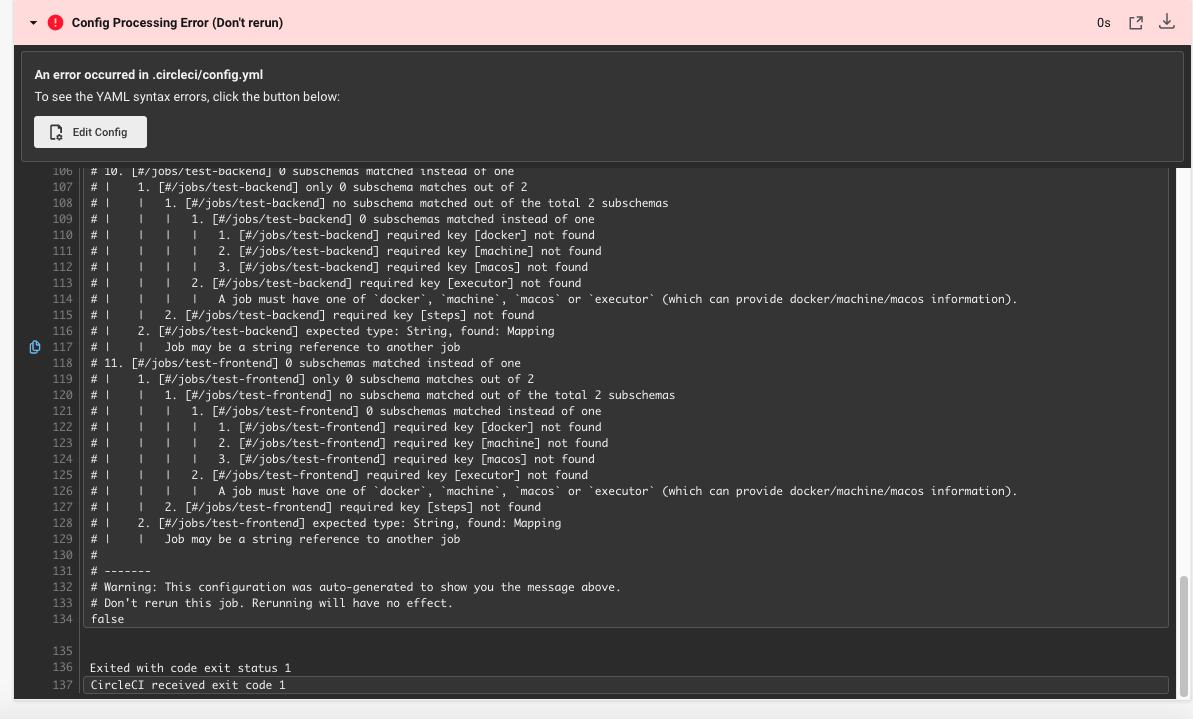 Config Processing Error (Don't rerun) 0s
An error occurred in .circleci/config.yml
To see the YAML syntax errors, click the button below:
Edit Config
106 # 10. [#/jobs/test-backend] 0 subschemas matched instead of one
107 # | 1. [#/jobs/test-backend] only 0 subschema matches out of 2
108 # | | 1. [#/jobs/test-backend] no subschema matched out of the total 2 subschemas
109 # | | | 1. [#/jobs/test-backend] 0 subschemas matched instead of one
110 # | | | | 1. [#/jobs/test-backend] required key [docker] not found
111 # | | | | 2. [#/jobs/test-backend] required key [machine] not found
112 # | | | | 3. [#/jobs/test-backend] required key [macos] not found
113 # | | | 2. [#/jobs/test-backend] required key [executor] not found
114 # | | | | A job must have one of `docker`, `machine`, `macos` or `executor` (which can provide docker/machine/macos information).
115 # | | 2. [#/jobs/test-backend] required key [steps] not found
116 # | 2. [#/jobs/test-backend] expected type: String, found: Mapping
117 # | | Job may be a string reference to another job
118 # 11. [#/jobs/test-frontend] 0 subschemas matched instead of one
119 # | 1. [#/jobs/test-frontend] only 0 subschema matches out of 2
120 # | | 1. [#/jobs/test-frontend] no subschema matched out of the total 2 subschemas
121 # | | | 1. [#/jobs/test-frontend] 0 subschemas matched instead of one
122 # | | | | 1. [#/jobs/test-frontend] required key [docker] not found
123 # | | | | 2. [#/jobs/test-frontend] required key [machine] not found
124 # | | | | 3. [#/jobs/test-frontend] required key [macos] not found
125 # | | | 2. [#/jobs/test-frontend] required key [executor] not found
126 # | | | | A job must have one of `docker`, `machine`, `macos` or `executor` (which can provide docker/machine/macos information).
127 # | | 2. [#/jobs/test-frontend] required key [steps] not found
128 # | 2. [#/jobs/test-frontend] expected type: String, found: Mapping
129 # | | Job may be a string reference to another job
130 #
131 # -------
132 # Warning: This configuration was auto-generated to show you the message above.
133 # Don't rerun this job. Rerunning will have no effect.
134 false
135
136 Exited with code exit status 1
137 CircleCI received exit code 1